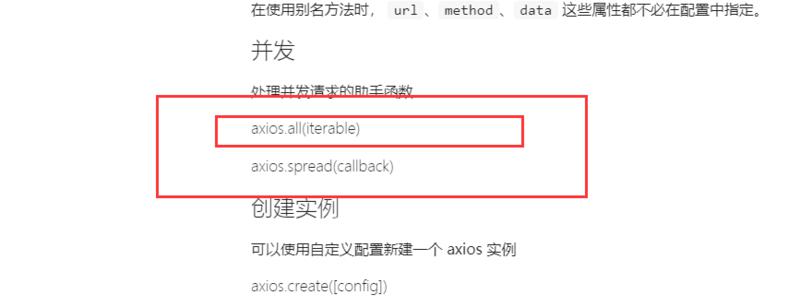 在使用别名方法时， url 、 method 、 data 这些属性都不必在配置中指定。
并发
处理并发请求的助手函数
axios.all(iterable)
axios.spread(callback)
创建实例
可以使用自定义配置新建一个 axios 实例
axios.create([config])